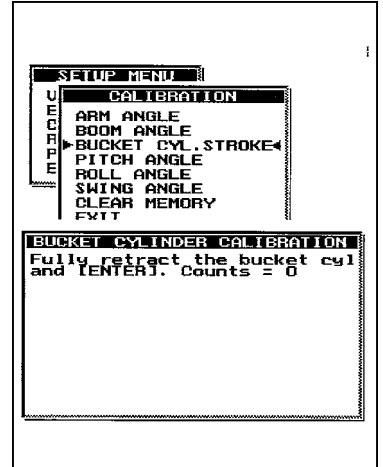 SETUP MENU
U
E
C
R
P
E
CALIBRATION
ARM ANGLE
BOOM ANGLE
BUCKET CYL.STROKE
PITCH ANGLE
ROLL ANGLE
SWING ANGLE
CLEAR MEMORY
EXIT
BUCKET CYLINDER CALIBRATION
Fully retract the bucket cyl
and [ENTER]. Counts = 0